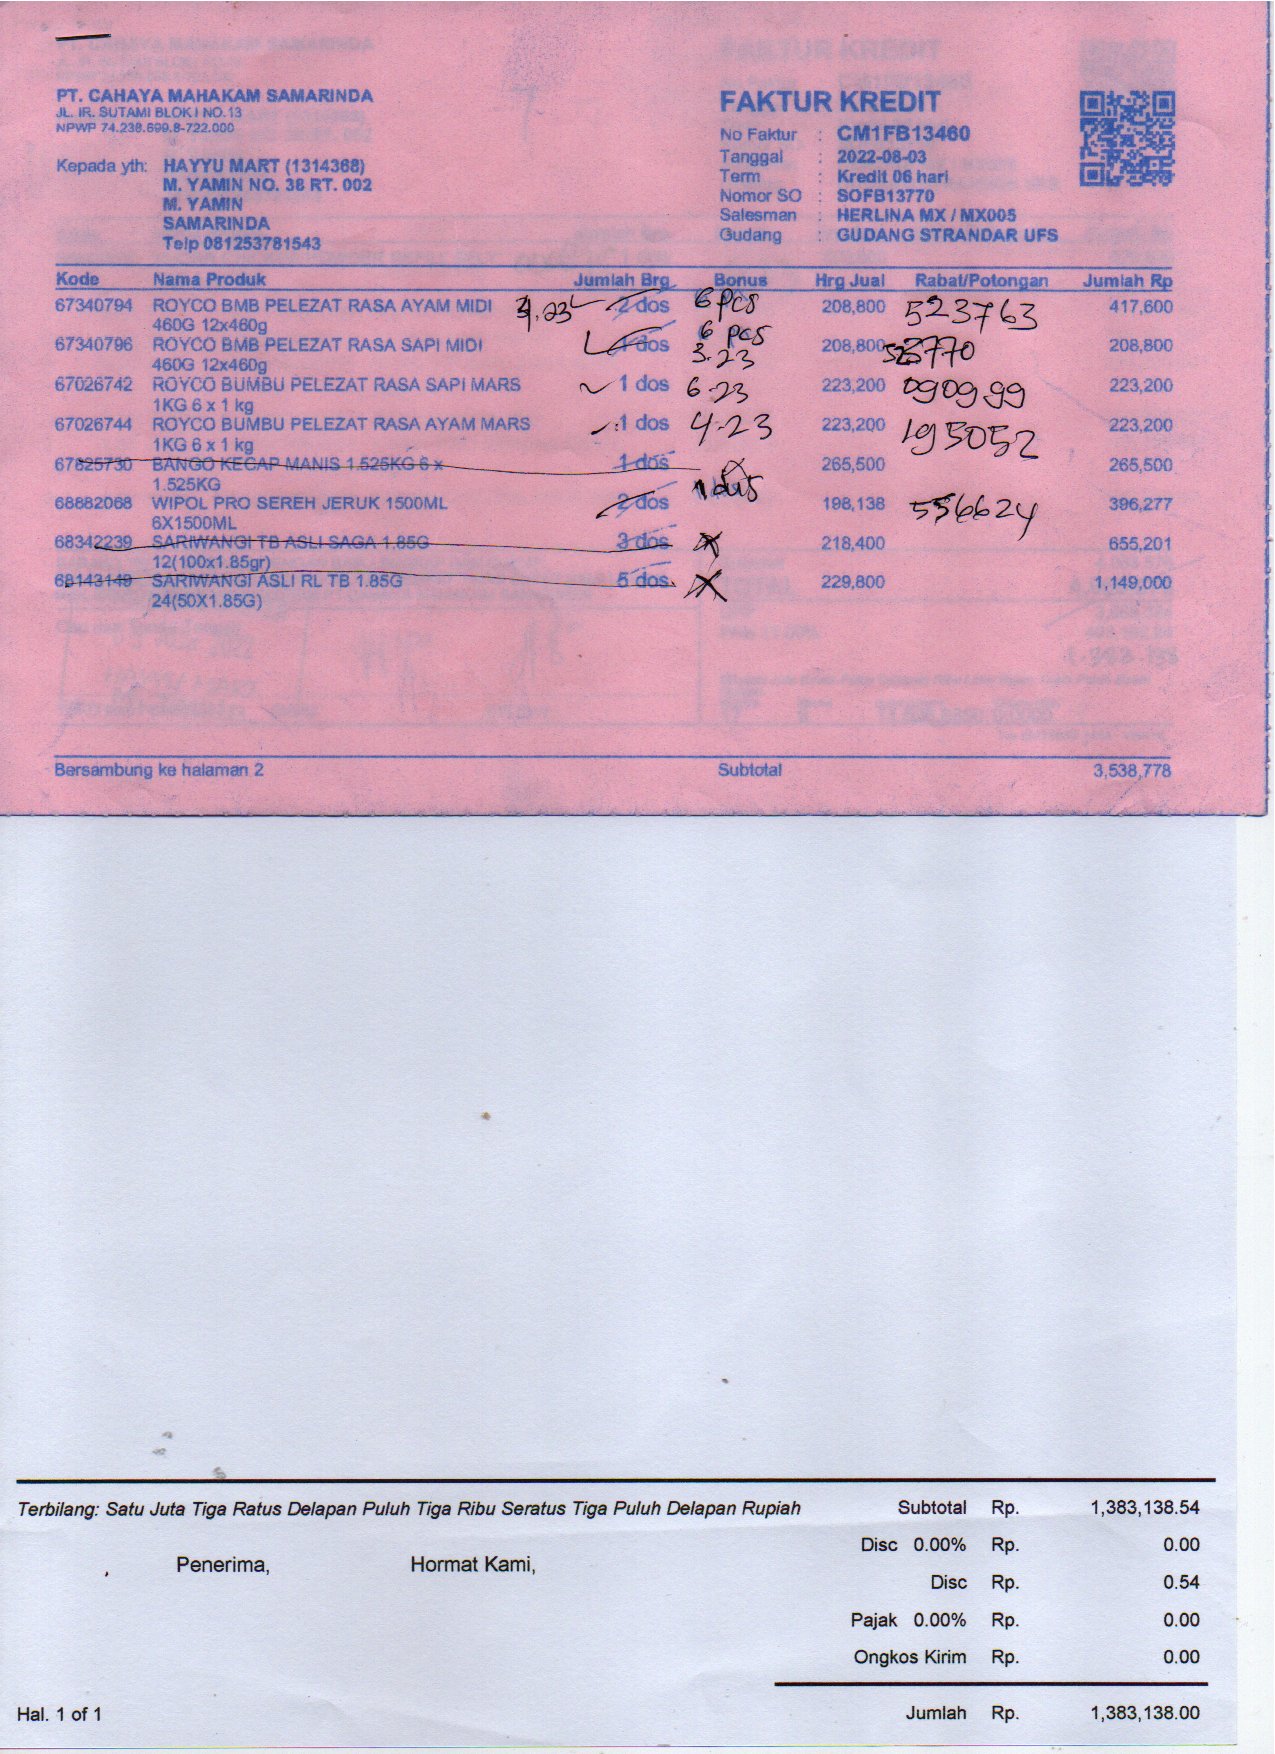 PT. CAHAYA MAHAKAM SAMARINDA
JL. IR. SUTAMI BLOK I NO.13
NPWP 74.238.699.8-722.000
Kepada yth: HAYYU MART (1314368)
M. YAMIN NO. 38 RT. 002
M. YAMIN
SAMARINDA
Telp 081253781543
FAKTUR KREDIT
No Faktur : CM1FB13460
Tanggal : 2022-08-03
Term : Kredit 06 hari
Nomor SO : SOFB13770
Salesman : HERLINA MX / MX005
Gudang : GUDANG STRANDAR UFS
Kode Nama Produk Jumlah Brg Bonus Hrg Jual Rabat/Potongan Jumlah Rp
67340794 ROYCO BMB PELEZAT RASA AYAM MIDI 2 dos 6 pcs 208,800 523763 417,600
460G 12x460g 6 pcs
67340796 ROYCO BMB PELEZAT RASA SAPI MIDI 1 dos 3.23 208,800 208,800
460G 12x460g
67026742 ROYCO BUMBU PELEZAT RASA SAPI MARS 1 dos 6-23 223,200 090999 223,200
1KG 6 x 1 kg
67026744 ROYCO BUMBU PELEZAT RASA AYAM MARS 1 dos 4-23 223,200 195052 223,200
1KG 6 x 1 kg
67825730 BANGO KECAP MANIS 1.525KG 6 x 1 dos 265,500 265,500
1.525KG 1 dus
68882068 WIPOL PRO SEREH JERUK 1500ML 2 dos 198,138 556624 396,277
6X1500ML
68342239 SARIWANGI TB ASLI SAGA 1.85G 3 dos 218,400 655,201
12(100x1.85gr)
68143149 SARIWANGI ASLI RL TB 1.85G 5 dos 229,800 1,149,000
24(50X1.85G)
Bersambung ke halaman 2 Subtotal 3,538,778
Terbilang: Satu Juta Tiga Ratus Delapan Puluh Tiga Ribu Seratus Tiga Puluh Delapan Rupiah Subtotal Rp. 1,383,138.54
Disc 0.00% Rp. 0.00
Penerima, Hormat Kami,
Disc Rp. 0.54
Pajak 0.00% Rp. 0.00
Ongkos Kirim Rp. 0.00
Hal. 1 of 1 Jumlah Rp. 1,383,138.00